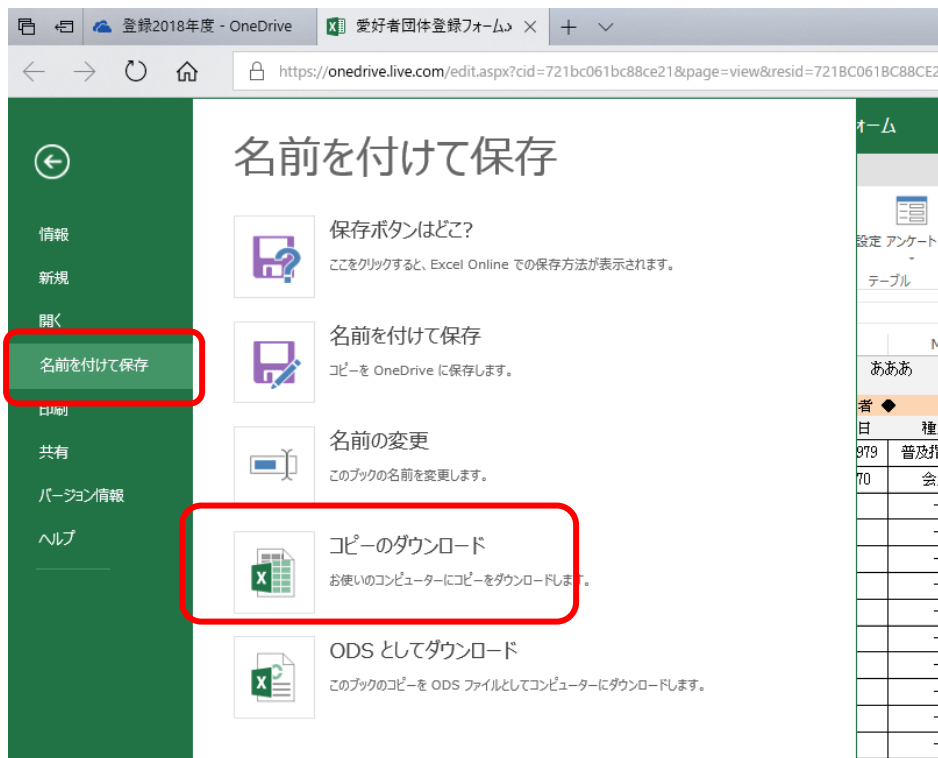 登録2018年度 - OneDrive
愛好者団体登録フォーム
https://onedrive.live.com/edit.aspx?cid=721bc061bc88ce21&page=view&resid=721BC061BC88CE2
ォーム
名前を付けて保存
情報
新規
開く
名前を付けて保存
印刷
共有
バージョン情報
ヘルプ
保存ボタンはどこ?
ここをクリックすると、Excel Online での保存方法が表示されます。
名前を付けて保存
コピーを OneDrive に保存します。
名前の変更
このブックの名前を変更します。
コピーのダウンロード
お使いのコンピューターにコピーをダウンロードします。
ODS としてダウンロード
このブックのコピーを ODS ファイルとしてコンピューターにダウンロードします。
設定 アンケート
テーブル
あああ
者 ◆
日 種
979 普及指
70 会